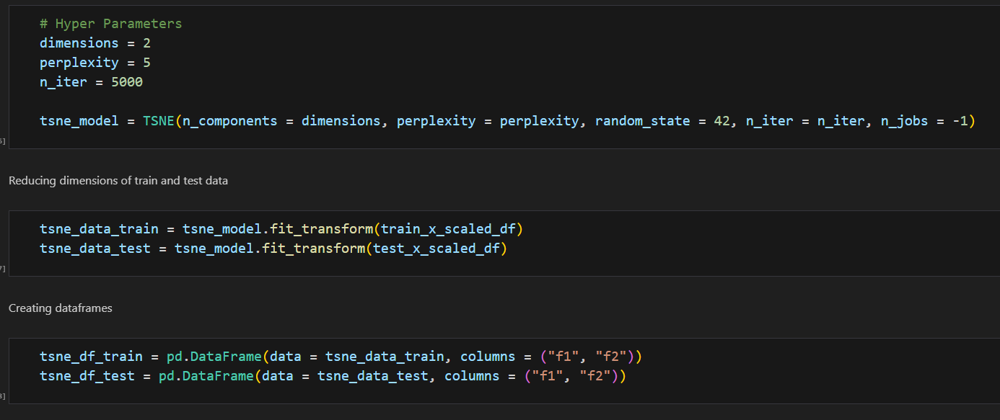 # Hyper Parameters
dimensions = 2
perplexity = 5
n_iter = 5000
tsne_model = TSNE(n_components = dimensions, perplexity = perplexity, random_state = 42, n_iter = n_iter, n_jobs = -1)
Reducing dimensions of train and test data
tsne_data_train = tsne_model.fit_transform(train_x_scaled_df)
tsne_data_test = tsne_model.fit_transform(test_x_scaled_df)
Creating dataframes
tsne_df_train = pd.DataFrame(data = tsne_data_train, columns = ("f1", "f2"))
tsne_df_test = pd.DataFrame(data = tsne_data_test, columns = ("f1", "f2"))